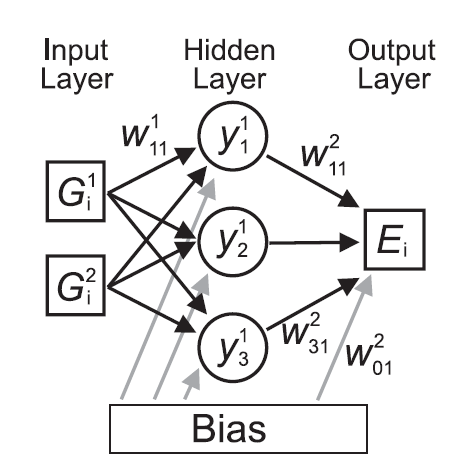 Input Layer
Hidden Layer
Output Layer
w¹₁₁
y¹₁
w²₁₁
G¹ᵢ
y¹₂
Eᵢ
G²ᵢ
y¹₃
w²₃₁
w²₀₁
Bias